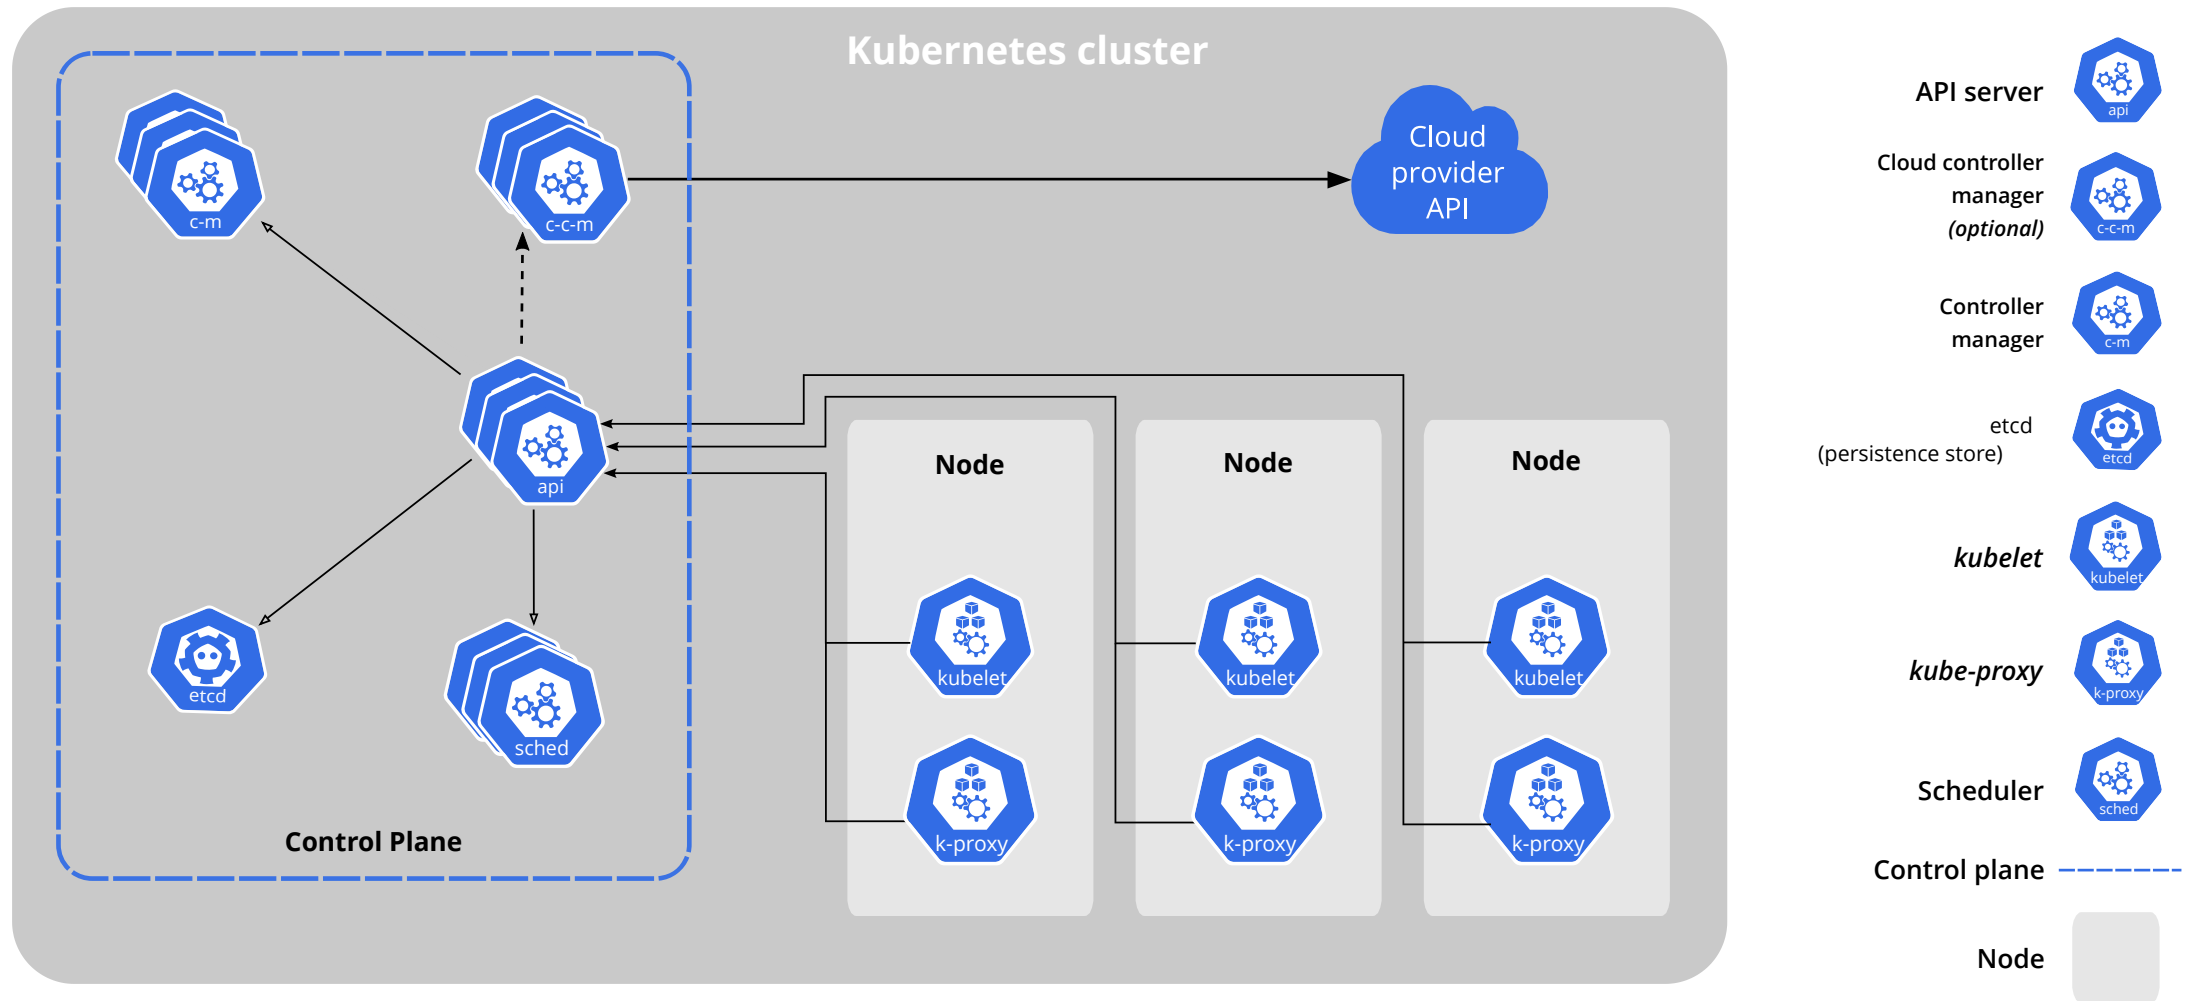 Kubernetes cluster
c-m
c-c-m
Cloud
provider
API
api
etcd
sched
Control Plane
Node
kubelet
k-proxy
Node
kubelet
k-proxy
Node
kubelet
k-proxy
API server
api
Cloud controller
manager
(optional)
c-c-m
Controller
manager
c-m
etcd
(persistence store)
etcd
kubelet
kubelet
kube-proxy
k-proxy
Scheduler
sched
Control plane
Node